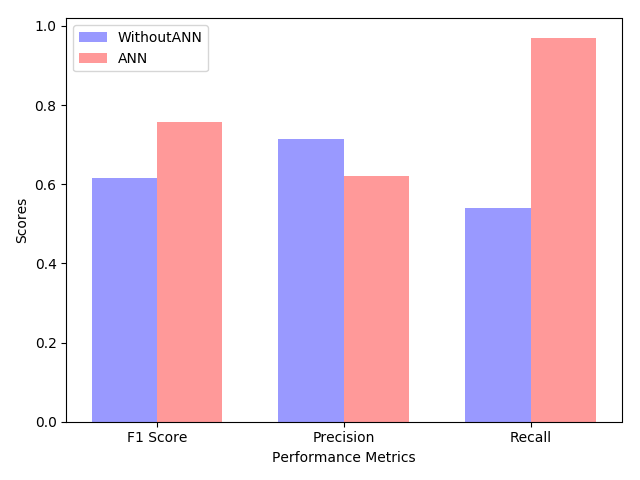 1.0
0.8
0.6
0.4
0.2
0.0
Scores
WithoutANN
ANN
F1 Score
Precision
Recall
Performance Metrics